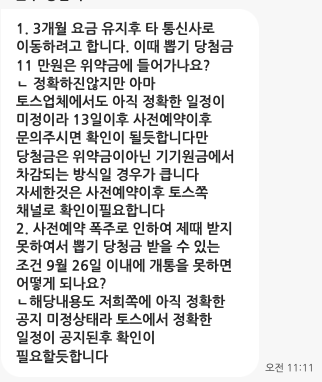 1. 3개월 요금 유지후 타 통신사로
이동하려고 합니다. 이때 뽑기 당첨금
11 만원은 위약금에 들어가나요?
ㄴ 정확하진않지만 아마
토스업체에서도 아직 정확한 일정이
미정이라 13일이후 사전예약이후
문의주시면 확인이 될듯합니다만
당첨금은 위약금이아닌 기기원금에서
차감되는 방식일 경우가 큽니다
자세한것은 사전예약이후 토스쪽
채널로 확인이필요합니다
2. 사전예약 폭주로 인하여 제때 받지
못하여서 뽑기 당첨금 받을 수 있는
조건 9월 26일 이내에 개통을 못하면
어떻게 되나요?
ㄴ해당내용도 저희쪽에 아직 정확한
공지 미정상태라 토스에서 정확한
일정이 공지된후 확인이
필요할듯합니다
오전 11:11